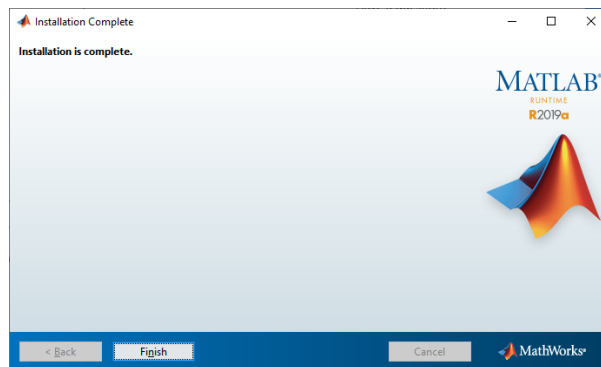 Installation Complete
Installation is complete.
MATLAB®
RUNTIME
R2019a
< Back
Finish
Cancel
MathWorks®